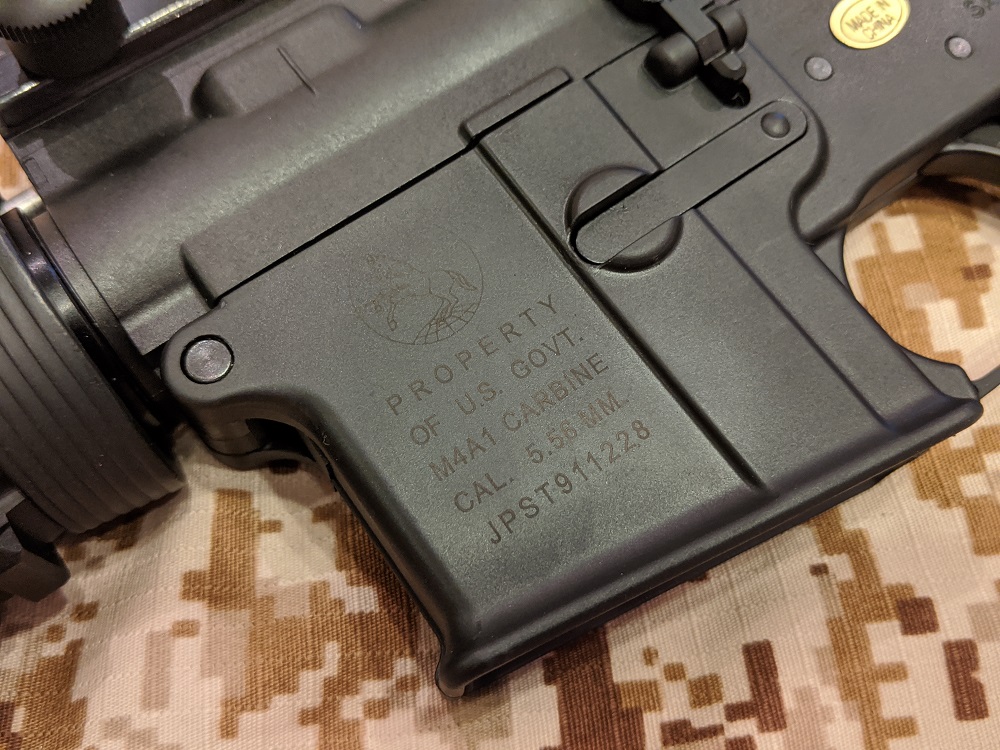 MADE IN
CHINA
PROPERTY
OF U.S. GOVT.
M4A1 CARBINE
CAL. 5.56 MM.
JPST911228